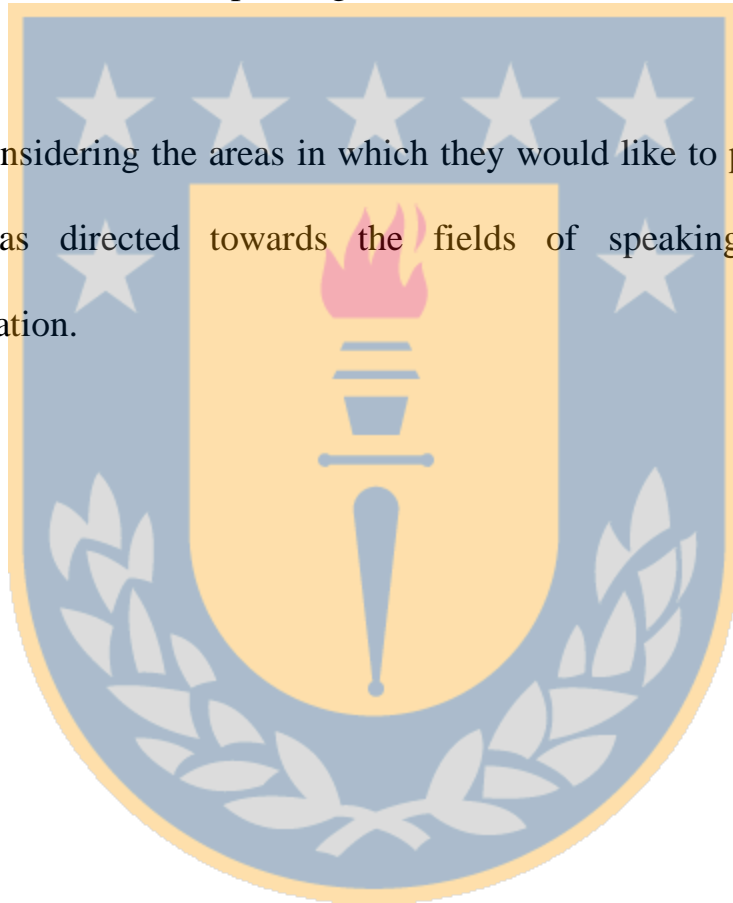 nsidering the areas in which they would like to p
as directed towards the fields of speaking
ation.